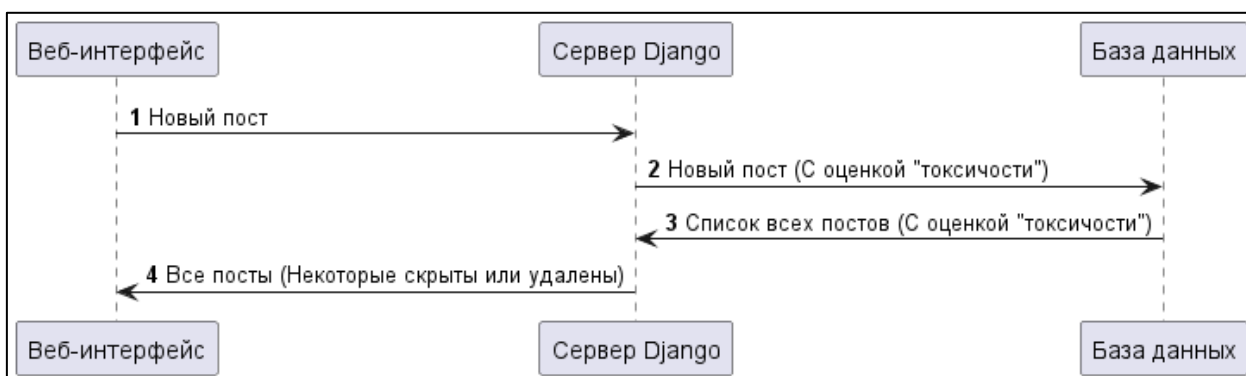 Веб-интерфейс
Сервер Django
База данных
1 Новый пост
2 Новый пост (С оценкой "токсичости")
3 Список всех постов (С оценкой "токсичости")
4 Все посты (Некоторые скрыты или удалены)
Веб-интерфейс
Сервер Django
База данных